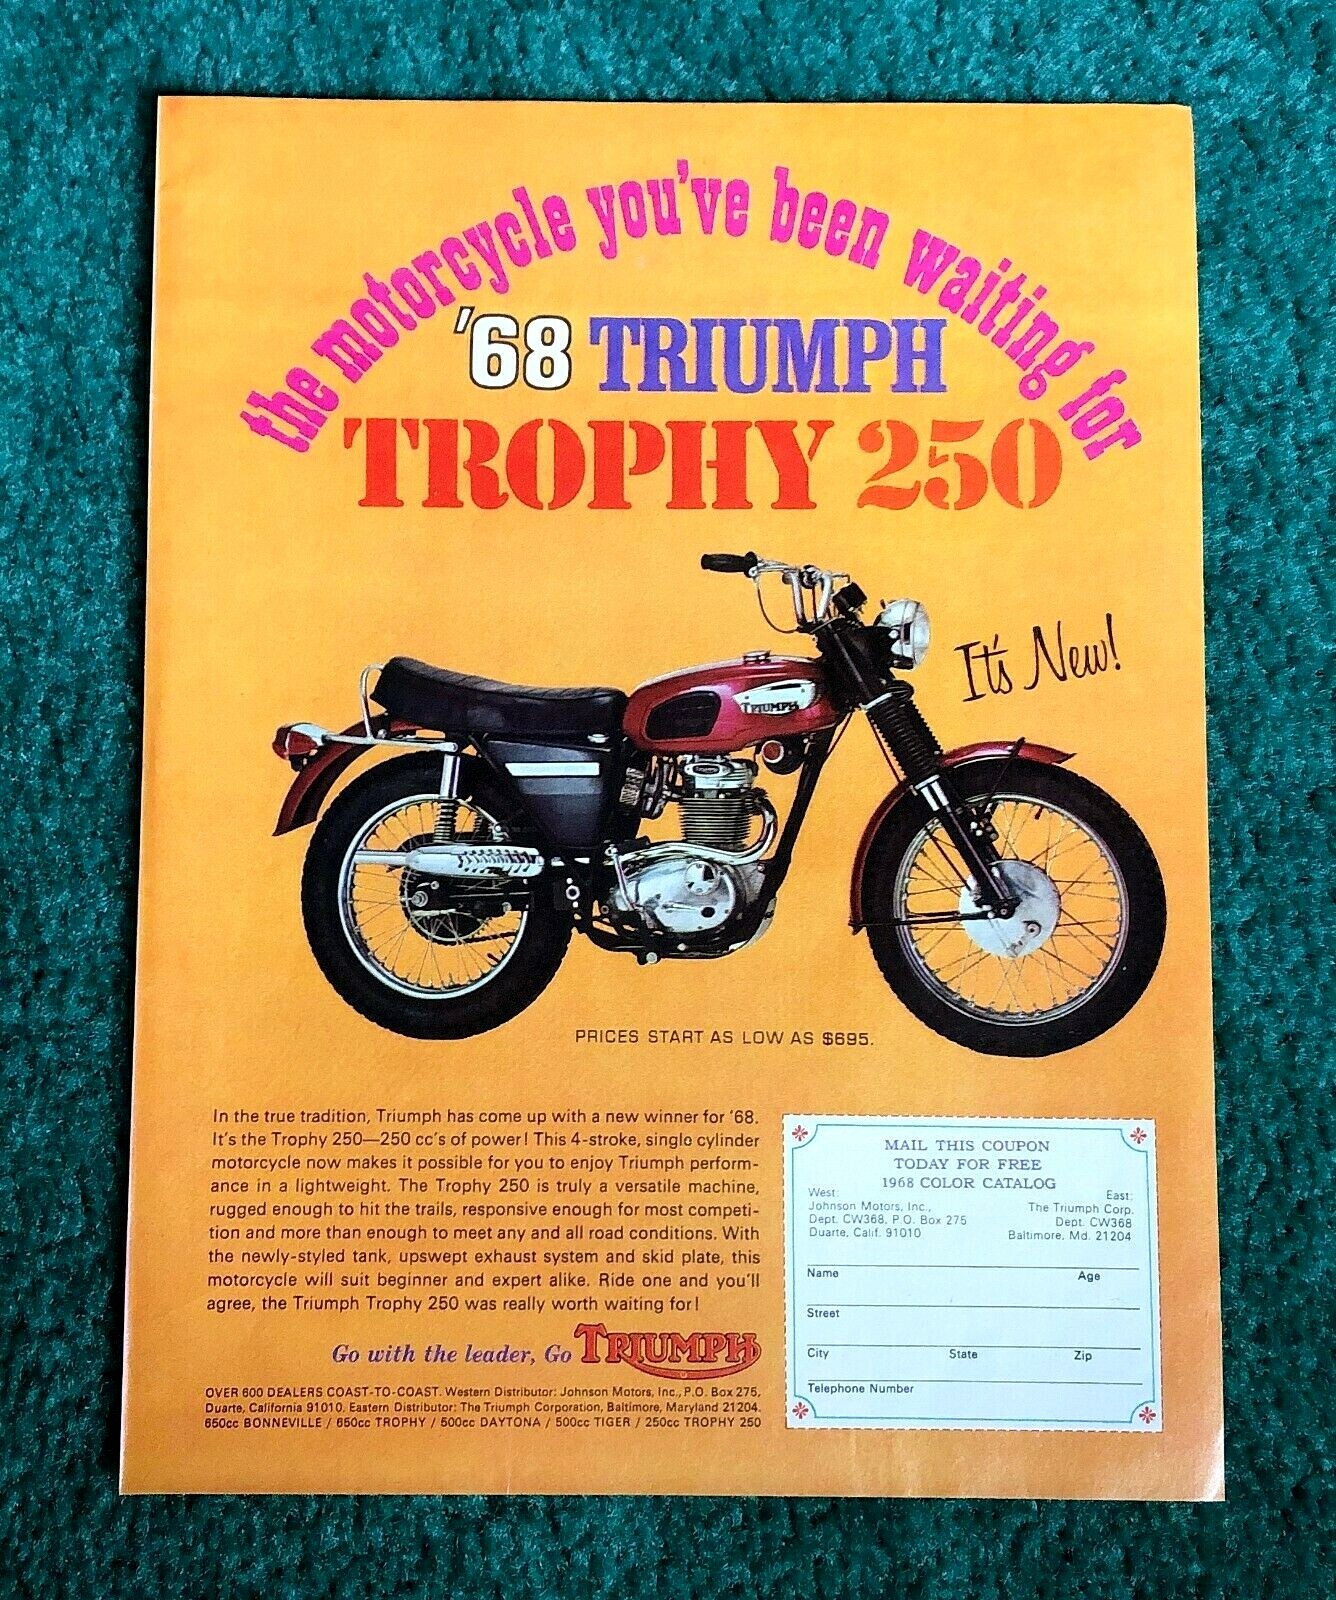 the motorcycle you've been waiting for
'68 TRIUMPH
TROPHY 250
It's New!
TRIUMPH
PRICES START AS LOW AS $695.
In the true tradition, Triumph has come up with a new winner for '68.
It's the Trophy 250—250 cc's of power! This 4-stroke, single cylinder
motorcycle now makes it possible for you to enjoy Triumph perform-
ance in a lightweight. The Trophy 250 is truly a versatile machine,
rugged enough to hit the trails, responsive enough for most competi-
tion and more than enough to meet any and all road conditions. With
the newly-styled tank, upswept exhaust system and skid plate, this
motorcycle will suit beginner and expert alike. Ride one and you'll
agree, the Triumph Trophy 250 was really worth waiting for!
Go with the leader, Go TRIUMPH
OVER 600 DEALERS COAST-TO-COAST. Western Distributor: Johnson Motors, Inc., P.O. Box 275,
Duarte, California 91010. Eastern Distributor: The Triumph Corporation, Baltimore, Maryland 21204.
650cc BONNEVILLE / 650cc TROPHY / 500cc DAYTONA / 500cc TIGER / 250cc TROPHY 250
MAIL THIS COUPON
TODAY FOR FREE
1968 COLOR CATALOG
West:
Johnson Motors, Inc.,
Dept. CW368, P.O. Box 275
Duarte, Calif. 91010
East:
The Triumph Corp.
Dept. CW368
Baltimore, Md. 21204
Name Age
Street
City State Zip
Telephone Number